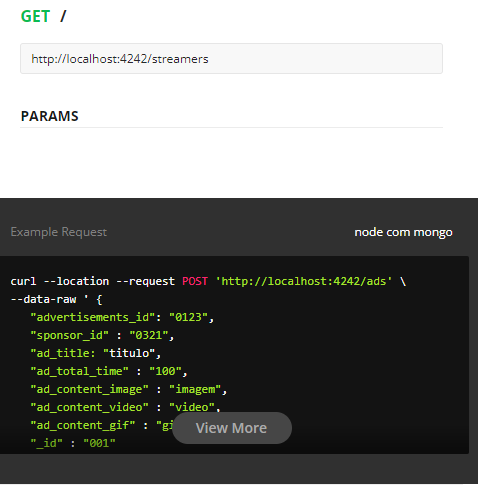 GET /
http://localhost:4242/streamers
PARAMS
Example Request
node com mongo
curl --location --request POST 'http://localhost:4242/ads' \
--data-raw ' {
"advertisements_id": "0123",
"sponsor_id" : "0321",
"ad_title: "titulo",
"ad_total_time" : "100",
"ad_content_image" : "imagem",
"ad_content_video" : "video",
"ad_content_gif" :
View More
"_id" : "001"